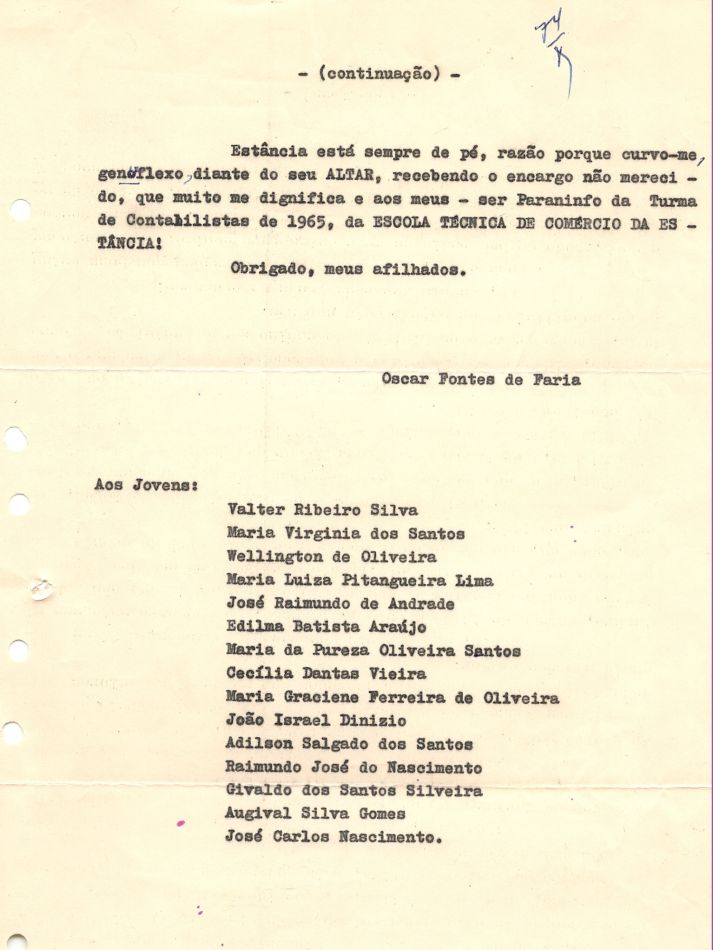 - (continuação) -
Estância está sempre de pé, razão porque curvo-me,
genuflexo, diante do seu ALTAR, recebendo o encargo não mereci -
do, que muito me dignifica e aos meus - ser Paraninfo da Turma
de Contabilistas de 1965, da ESCOLA TÉCNICA DE COMÉRCIO DA ES -
TÂNCIA!
Obrigado, meus afilhados.
Oscar Fontes de Faria
Aos Jovens:
Valter Ribeiro Silva
Maria Virginia dos Santos
Wellington de Oliveira
Maria Luiza Pitangueira Lima
José Raimundo de Andrade
Edilma Batista Araújo
Maria da Pureza Oliveira Santos
Cecília Dantas Vieira
Maria Graciene Ferreira de Oliveira
João Israel Dinizio
Adilson Salgado dos Santos
Raimundo José do Nascimento
Givaldo dos Santos Silveira
Augival Silva Gomes
José Carlos Nascimento.